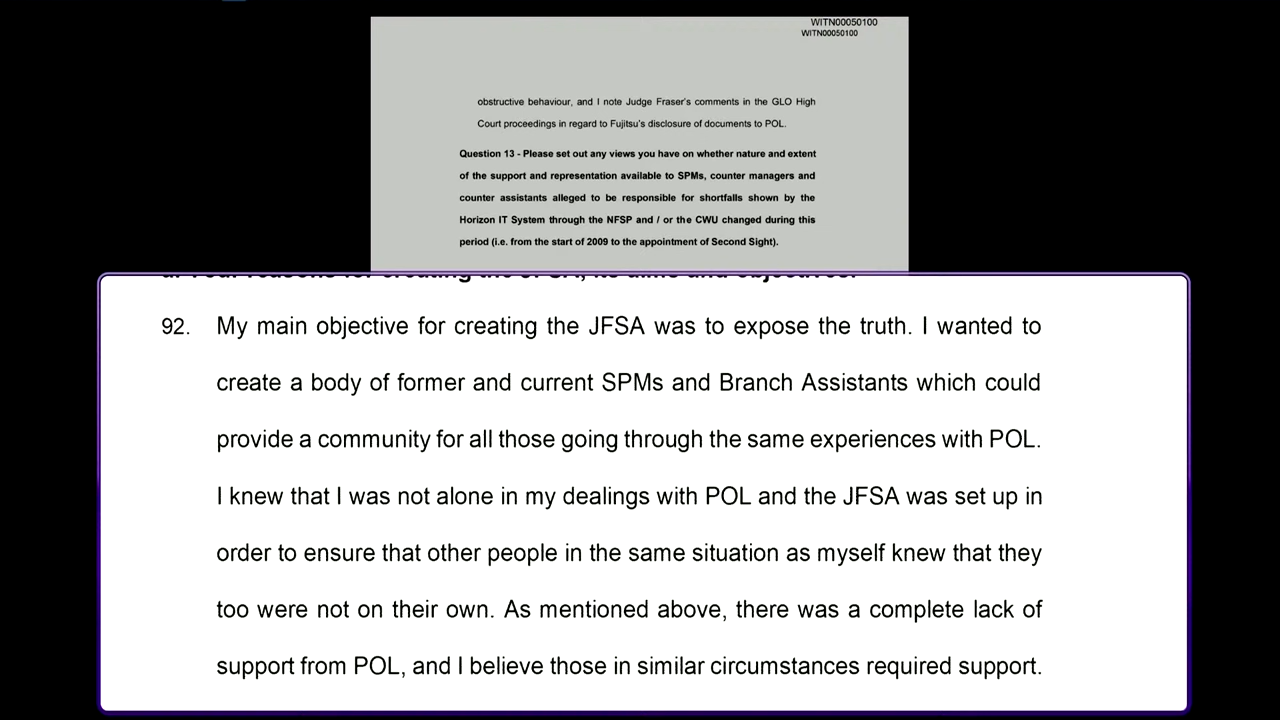 WITN00050100
WITN00050100
obstructive behaviour, and I note Judge Fraser's comments in the GLO High
Court proceedings in regard to Fujitsu's disclosure of documents to POL.
Question 13 - Please set out any views you have on whether nature and extent
of the support and representation available to SPMs, counter managers and
counter assistants alleged to be responsible for shortfalls shown by the
Horizon IT System through the NFSP and / or the CWU changed during this
period (i.e. from the start of 2009 to the appointment of Second Sight).
92. My main objective for creating the JFSA was to expose the truth. I wanted to
create a body of former and current SPMs and Branch Assistants which could
provide a community for all those going through the same experiences with POL.
I knew that I was not alone in my dealings with POL and the JFSA was set up in
order to ensure that other people in the same situation as myself knew that they
too were not on their own. As mentioned above, there was a complete lack of
support from POL, and I believe those in similar circumstances required support.